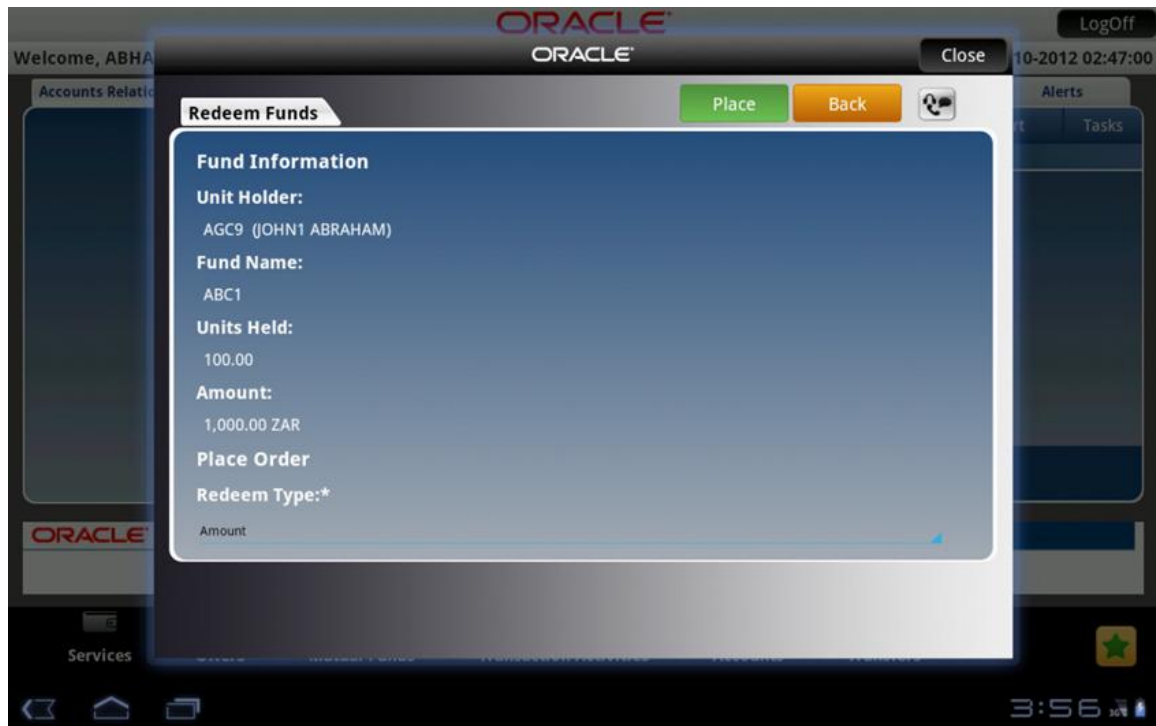 ORACLE
LogOff
Welcome, ABHA
ORACLE
Close
10-2012 02:47:00
Accounts Relatio
Alerts
Redeem Funds
Place
Back
Tasks
Fund Information
Unit Holder:
AGC9 (JOHN1 ABRAHAM)
Fund Name:
ABC1
Units Held:
100.00
Amount:
1,000.00 ZAR
Place Order
Redeem Type:*
Amount
ORACLE
Services
3:56
3G